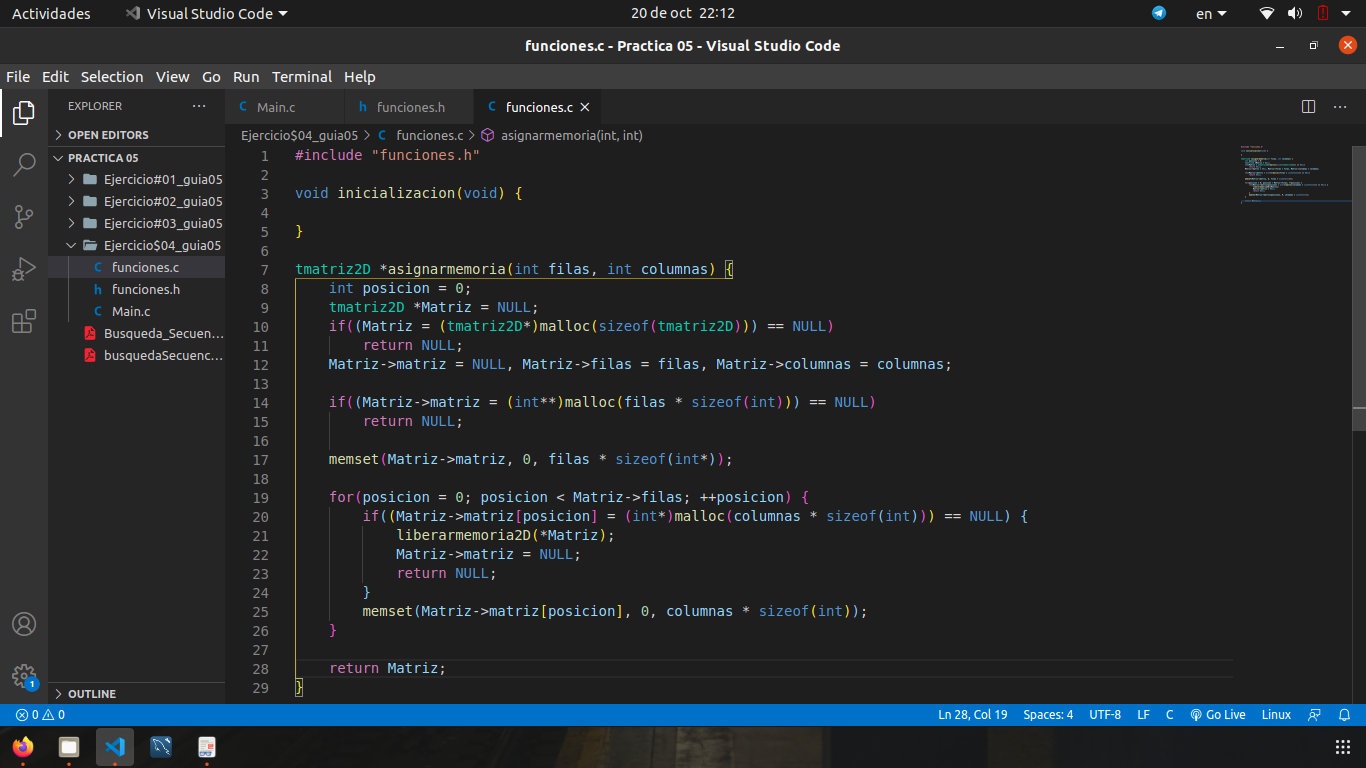 Actividades
Visual Studio Code
20 de oct 22:12
en
funciones.c - Practica 05 - Visual Studio Code
File Edit Selection View Go Run Terminal Help
EXPLORER
OPEN EDITORS
PRACTICA 05
Ejercicio#01_guia05
Ejercicio#02_guia05
Ejercicio#03_guia05
Ejercicio$04_guia05
C funciones.c
h funciones.h
C Main.c
Busqueda_Secuen...
busquedaSecuenc...
OUTLINE
C Main.c
h funciones.h
C funciones.c
Ejercicio$04_guia05 > C funciones.c > asignarmemoria(int, int)
1 #include "funciones.h"
2
3 void inicializacion(void) {
4
5 }
6
7 tmatriz2D *asignarmemoria(int filas, int columnas) {
8 int posicion = 0;
9 tmatriz2D *Matriz = NULL;
10 if((Matriz = (tmatriz2D*)malloc(sizeof(tmatriz2D))) == NULL)
11 return NULL;
12 Matriz->matriz = NULL, Matriz->filas = filas, Matriz->columnas = columnas;
13
14 if((Matriz->matriz = (int**)malloc(filas * sizeof(int))) == NULL)
15 return NULL;
16
17 memset(Matriz->matriz, 0, filas * sizeof(int*));
18
19 for(posicion = 0; posicion < Matriz->filas; ++posicion) {
20 if((Matriz->matriz[posicion] = (int*)malloc(columnas * sizeof(int))) == NULL) {
21 liberarmemoria2D(*Matriz);
22 Matriz->matriz = NULL;
23 return NULL;
24 }
25 memset(Matriz->matriz[posicion], 0, columnas * sizeof(int));
26 }
27
28 return Matriz;
29 }
1
0 0
Ln 28, Col 19
Spaces: 4
UTF-8
LF
C
Go Live
Linux